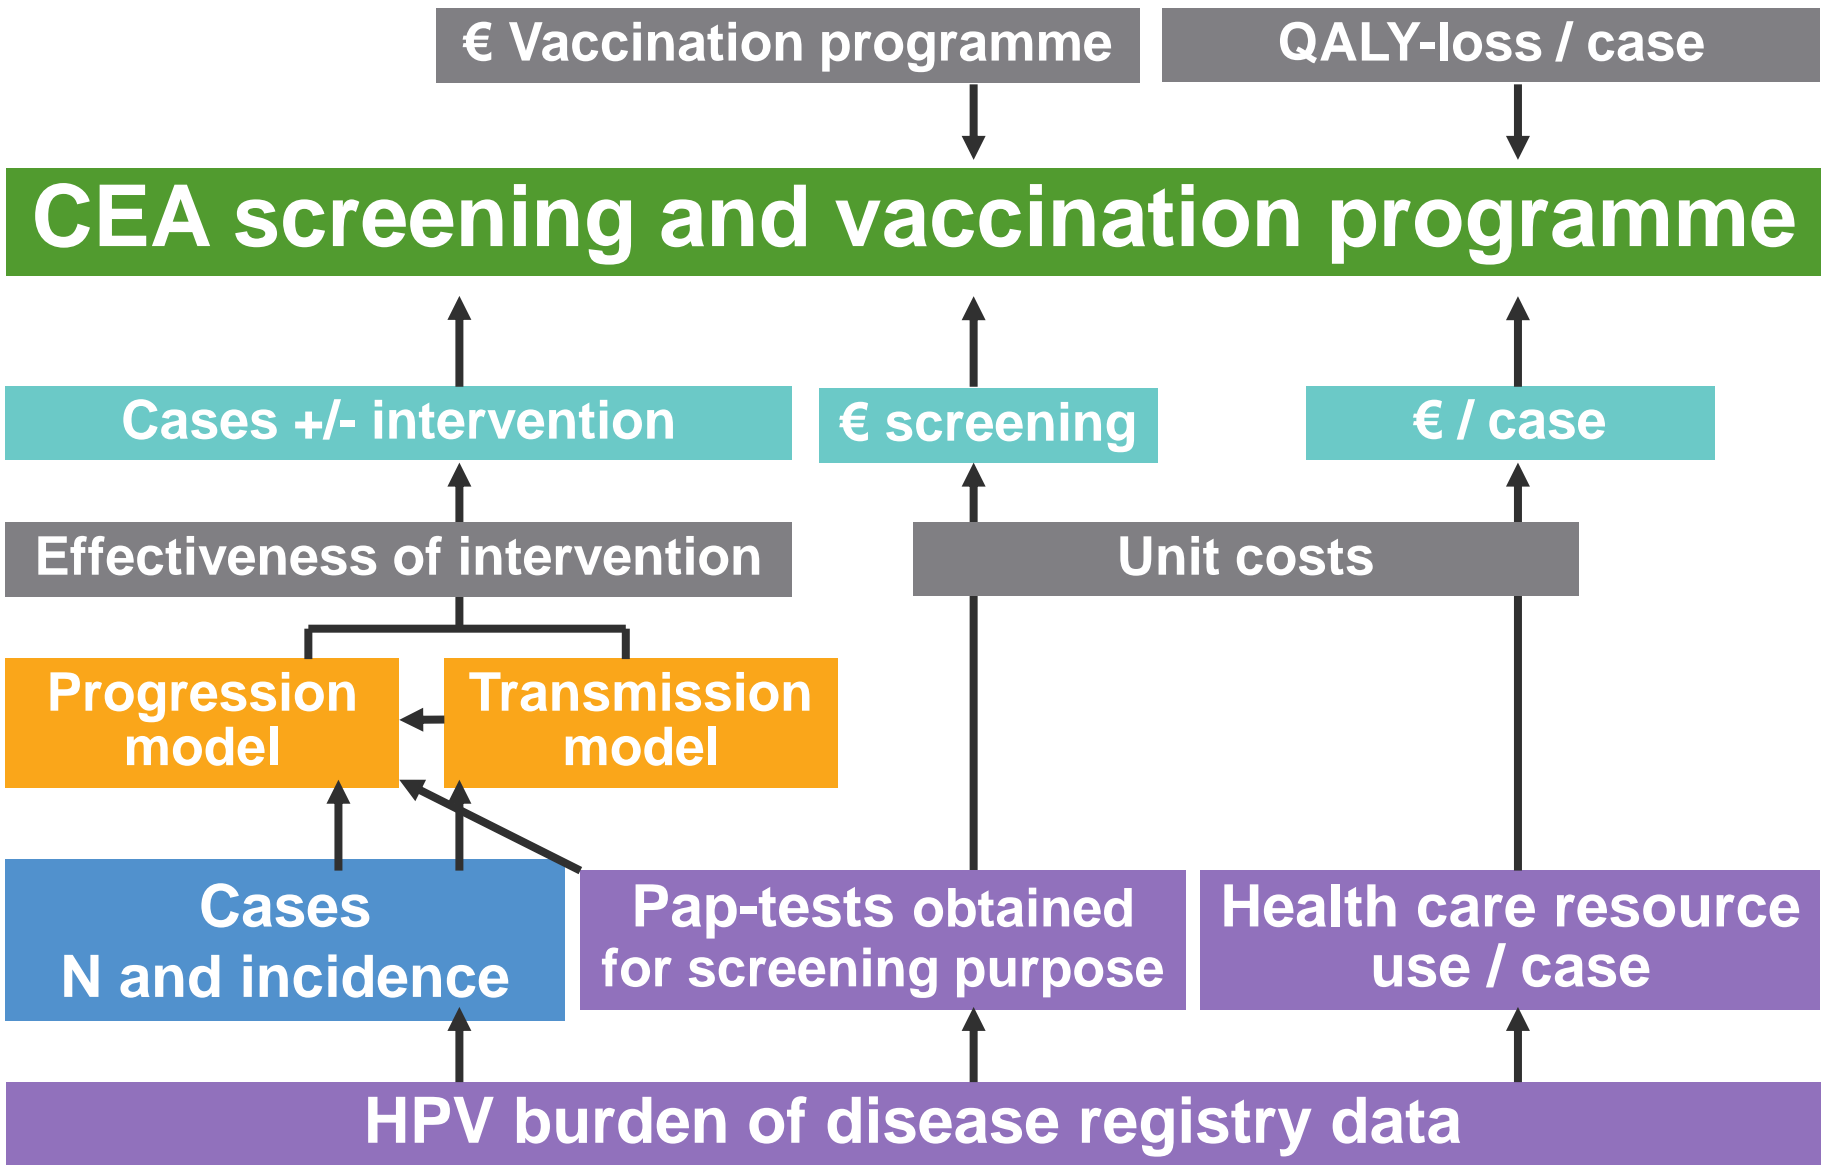 € Vaccination programme
QALY-loss / case
CEA screening and vaccination programme
Cases +/- intervention
€ screening
€ / case
Effectiveness of intervention
Unit costs
Progression
model
Transmission
model
Cases
N and incidence
Pap-tests obtained
for screening purpose
Health care resource
use / case
HPV burden of disease registry data